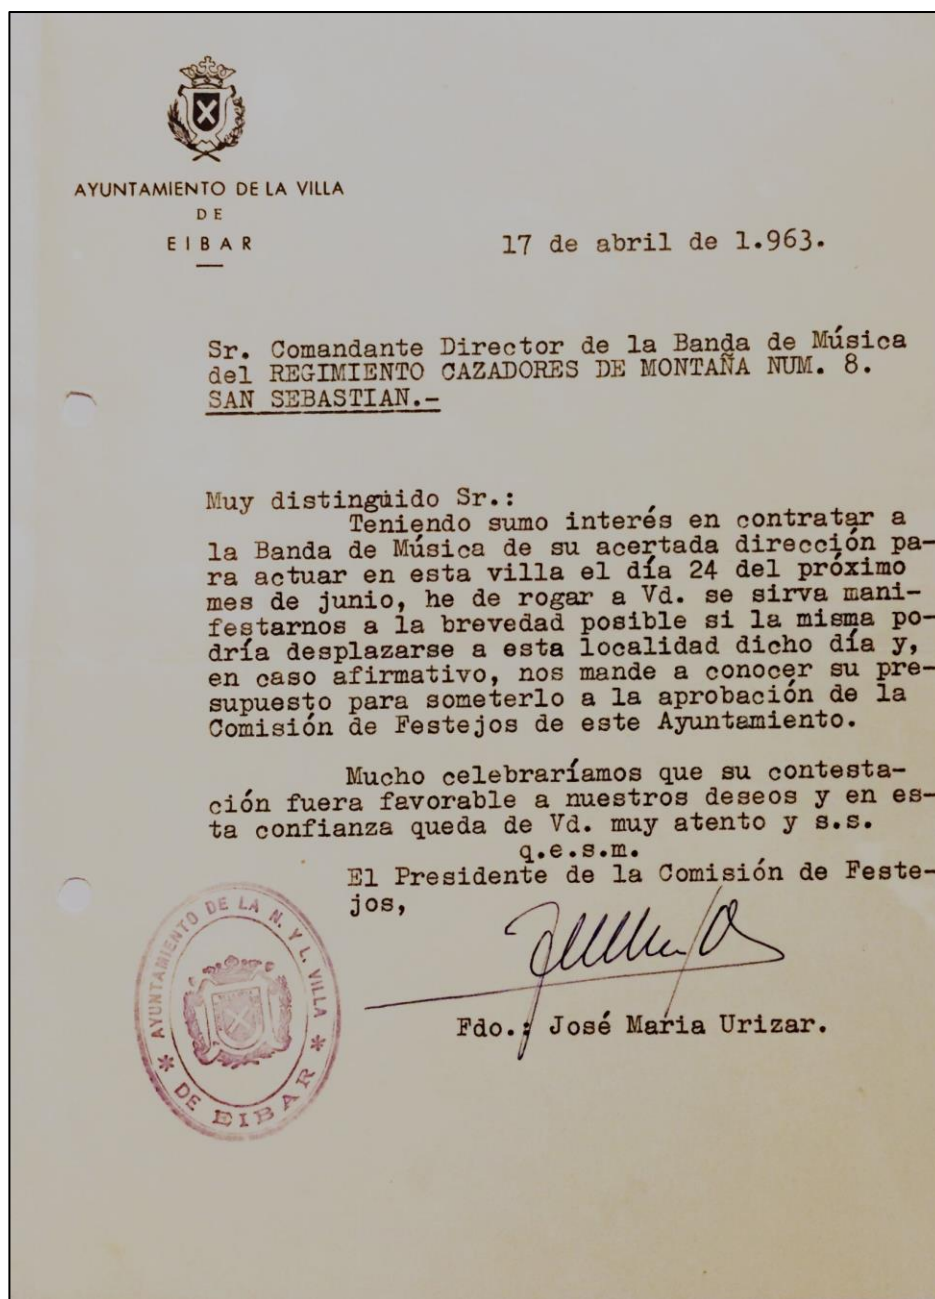 AYUNTAMIENTO DE LA VILLA
DE
EIBAR
17 de abril de 1.963.
Sr. Comandante Director de la Banda de Música
del REGIMIENTO CAZADORES DE MONTAÑA NUM. 8.
SAN SEBASTIAN.-
Muy distinguido Sr.:
Teniendo sumo interés en contratar a
la Banda de Música de su acertada dirección pa-
ra actuar en esta villa el día 24 del próximo
mes de junio, he de rogar a Vd. se sirva mani-
festarnos a la brevedad posible si la misma po-
dría desplazarse a esta localidad dicho día y,
en caso afirmativo, nos mande a conocer su pre-
supuesto para someterlo a la aprobación de la
Comisión de Festejos de este Ayuntamiento.
Mucho celebraríamos que su contesta-
ción fuera favorable a nuestros deseos y en es-
ta confianza queda de Vd. muy atento y s.s.
q.e.s.m.
El Presidente de la Comisión de Feste-
jos,
Fdo.: José Maria Urizar.
AYUNTAMIENTO DE LA N. Y L. VILLA
* DE EIBAR *